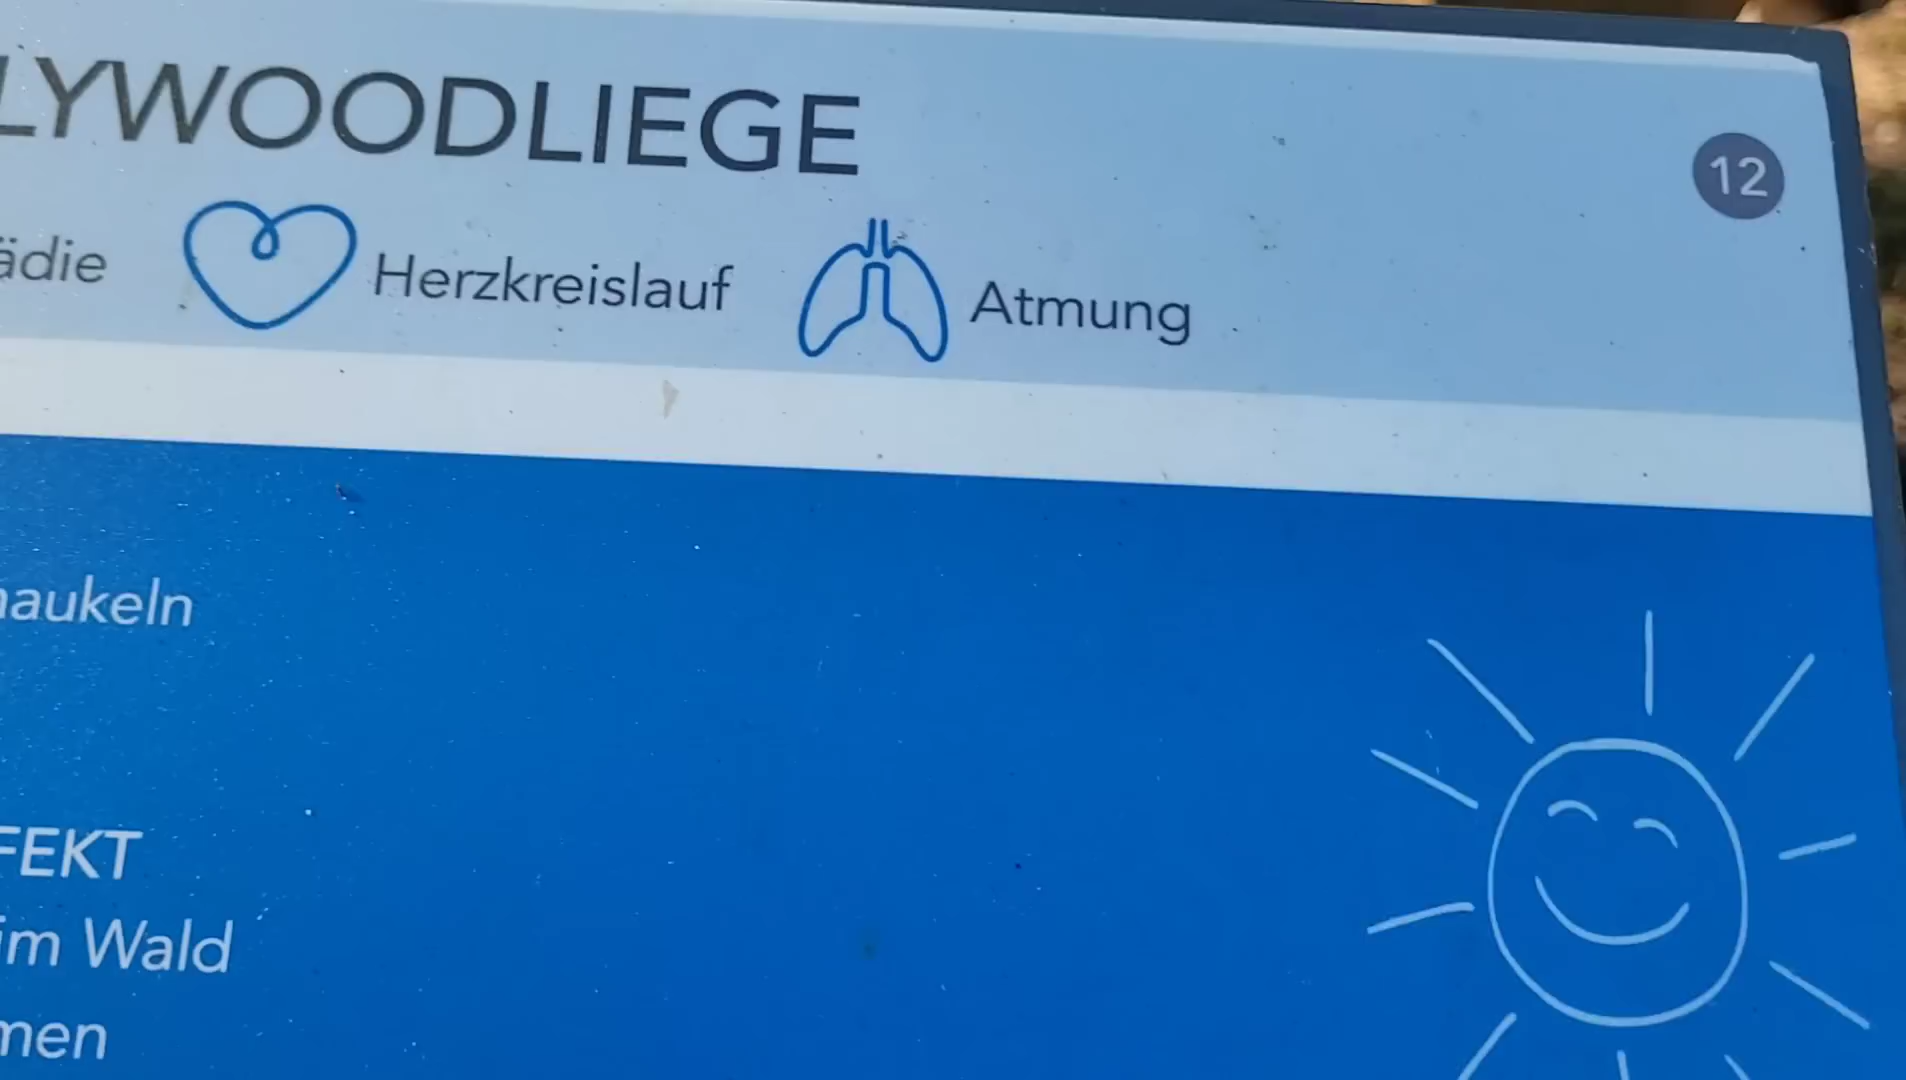 LYWOODLIEGE
12
ädie Herzkreislauf Atmung
aukeln
FEKT
im Wald
men